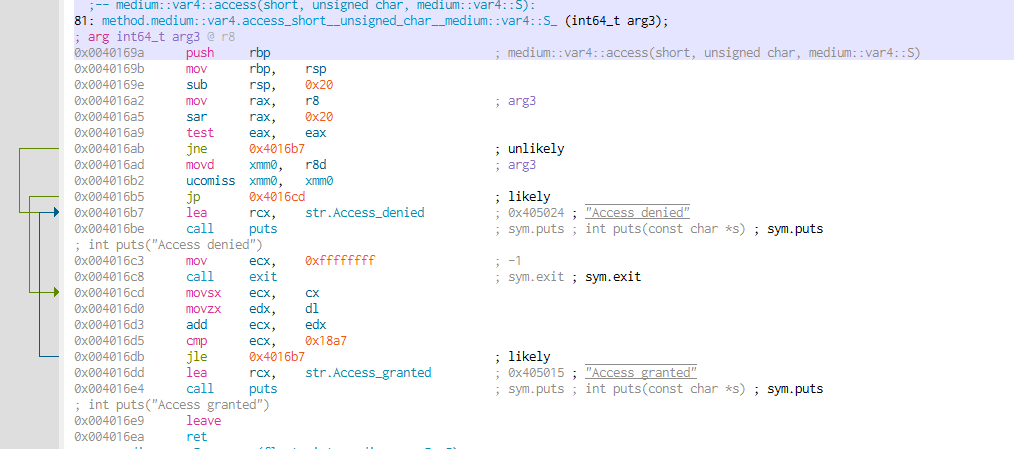 ;-- medium::var4::access(short, unsigned char, medium::var4::S):
81: method.medium::var4.access_short__unsigned_char__medium::var4::S_ (int64_t arg3);
; arg int64_t arg3 @ r8
0x0040169a push rbp ; medium::var4::access(short, unsigned char, medium::var4::S)
0x0040169b mov rbp, rsp
0x0040169e sub rsp, 0x20
0x004016a2 mov rax, r8 ; arg3
0x004016a5 sar rax, 0x20
0x004016a9 test eax, eax
0x004016ab jne 0x4016b7 ; unlikely
0x004016ad movd xmm0, r8d ; arg3
0x004016b2 ucomiss xmm0, xmm0
0x004016b5 jp 0x4016cd ; likely
0x004016b7 lea rcx, str.Access_denied ; 0x405024 ; "Access denied"
0x004016be call puts ; sym.puts ; int puts(const char *s) ; sym.puts
; int puts("Access denied")
0x004016c3 mov ecx, 0xffffffff ; -1
0x004016c8 call exit ; sym.exit ; sym.exit
0x004016cd movsx ecx, cx
0x004016d0 movzx edx, dl
0x004016d3 add ecx, edx
0x004016d5 cmp ecx, 0x18a7
0x004016db jle 0x4016b7 ; likely
0x004016dd lea rcx, str.Access_granted ; 0x405015 ; "Access granted"
0x004016e4 call puts ; sym.puts ; int puts(const char *s) ; sym.puts
; int puts("Access granted")
0x004016e9 leave
0x004016ea ret